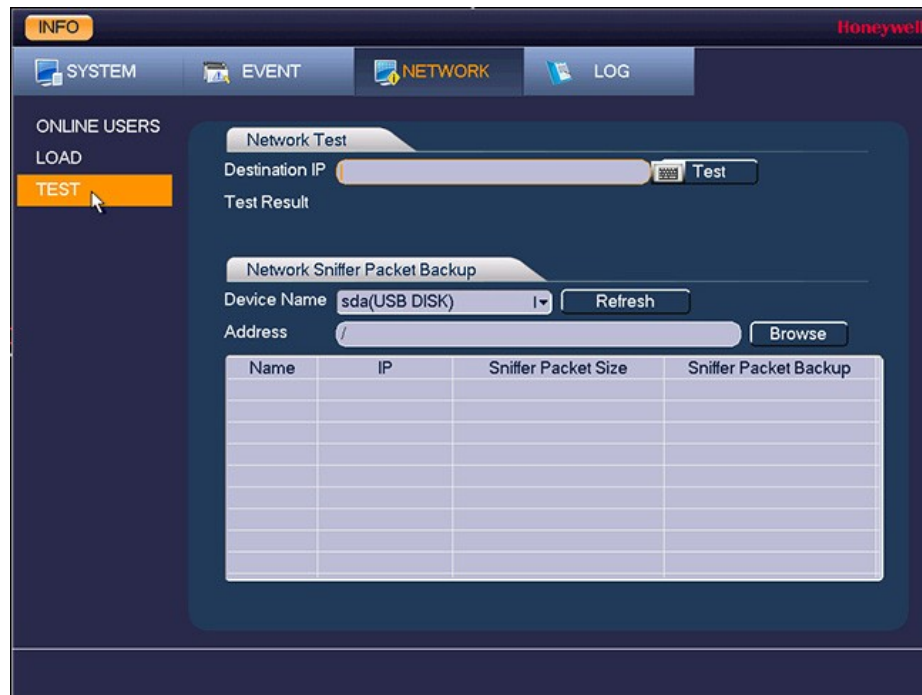 INFO
Honeywell
SYSTEM EVENT NETWORK LOG
ONLINE USERS
LOAD
TEST
Network Test
Destination IP Test
Test Result
Network Sniffer Packet Backup
Device Name sda(USB DISK) Refresh
Address / Browse
Name IP Sniffer Packet Size Sniffer Packet Backup